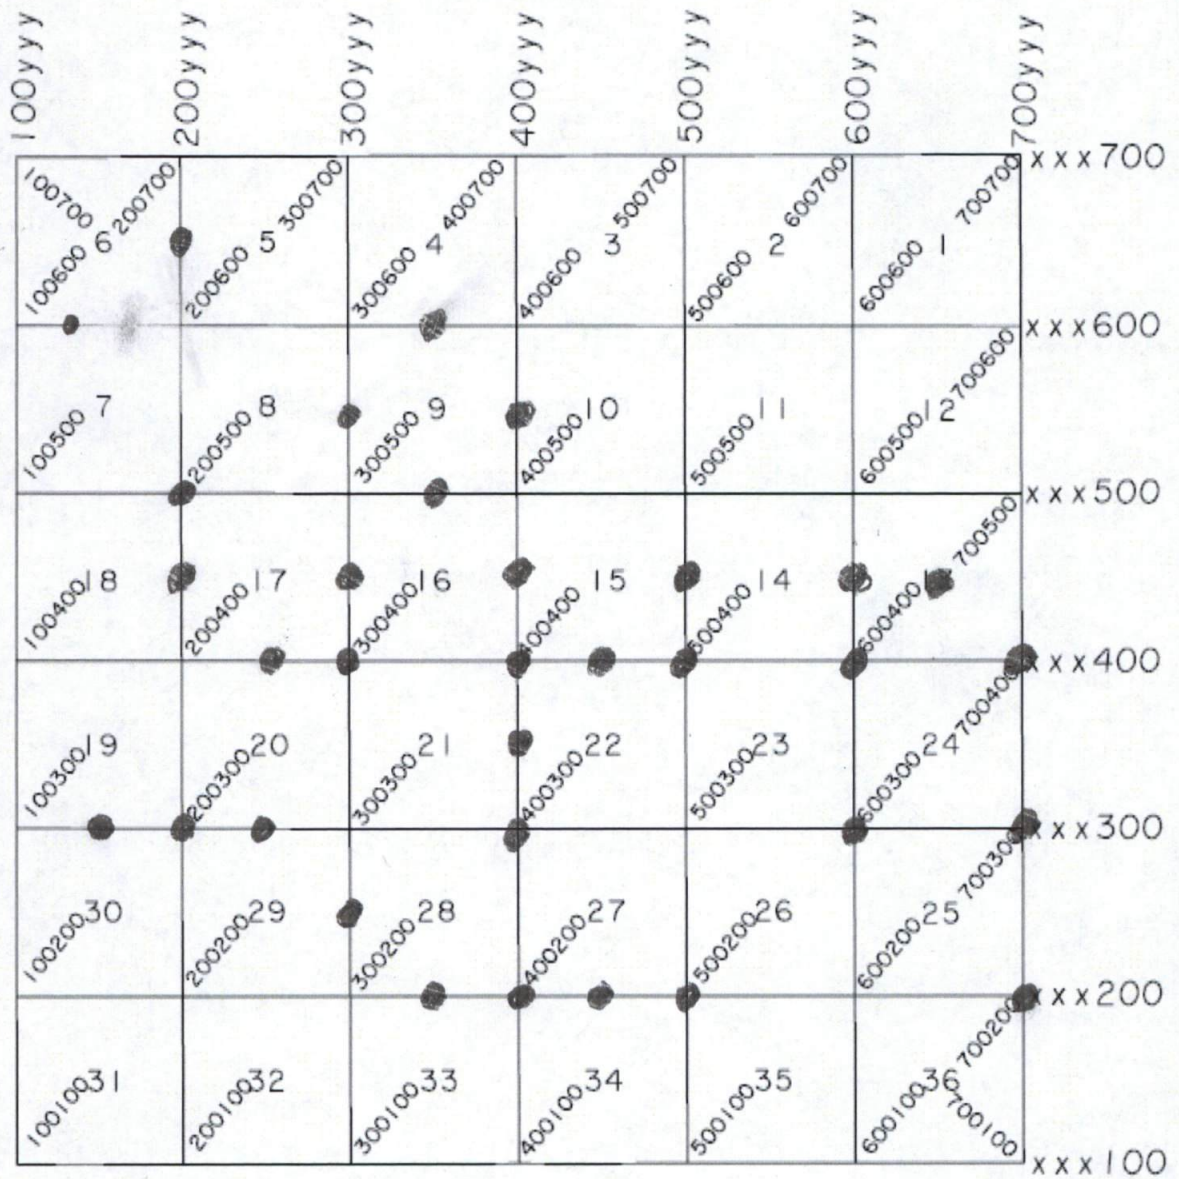 100yyy 200yyy 300yyy 400yyy 500yyy 600yyy 700yyy
100700 200700 300700 400700 500700 600700 700700 xxx700
6 5 4 3 2 1
100600 200600 300600 400600 500600 600600 700600 xxx600
7 8 9 10 11 12
100500 200500 300500 400500 500500 600500 700500 xxx500
18 17 16 15 14
100400 200400 300400 400400 500400 600400 700400 xxx400
19 20 21 22 23 24
100300 200300 300300 400300 500300 600300 700300 xxx300
30 29 28 27 26 25
100200 200200 300200 400200 500200 600200 700200 xxx200
31 32 33 34 35 36
100100 200100 300100 400100 500100 600100 700100 xxx100